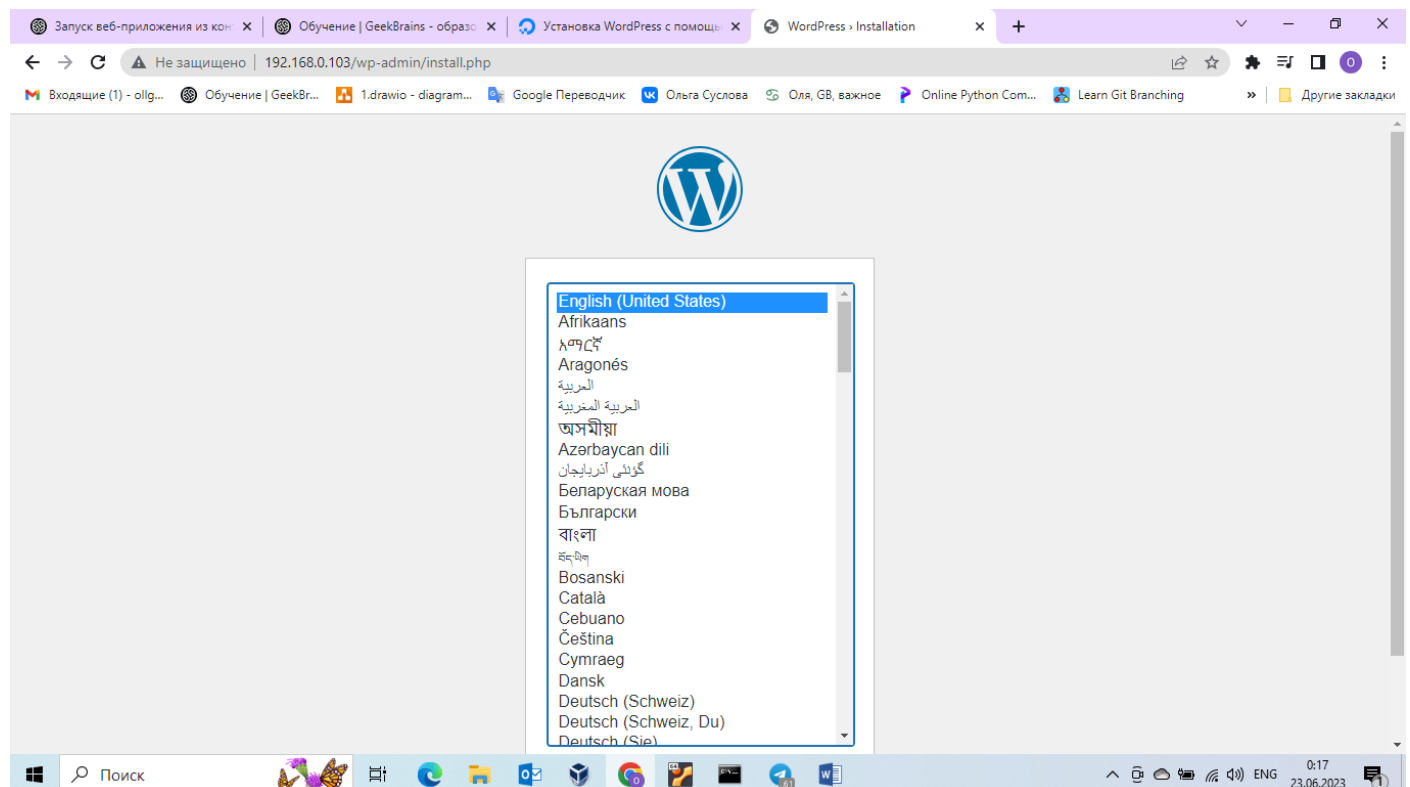 Запуск веб-приложения из кон
Обучение | GeekBrains - образо
Установка WordPress с помощь
WordPress › Installation
Не защищено | 192.168.0.103/wp-admin/install.php
O
Входящие (1) - ollg...
Обучение | GeekBr...
1.drawio - diagram...
Google Переводчик
Ольга Суслова
Оля, GB, важное
Online Python Com...
Learn Git Branching
»
Другие закладки
English (United States)
Afrikaans
አማርኛ
Aragonés
العربية
العربية المغربية
অসমীয়া
Azərbaycan dili
گؤنئی آذربایجان
Беларуская мова
Български
বাংলা
བོད་ཡིག
Bosanski
Català
Cebuano
Čeština
Cymraeg
Dansk
Deutsch (Schweiz)
Deutsch (Schweiz, Du)
Deutsch (Sie)
Поиск
ENG
0:17
23.06.2023